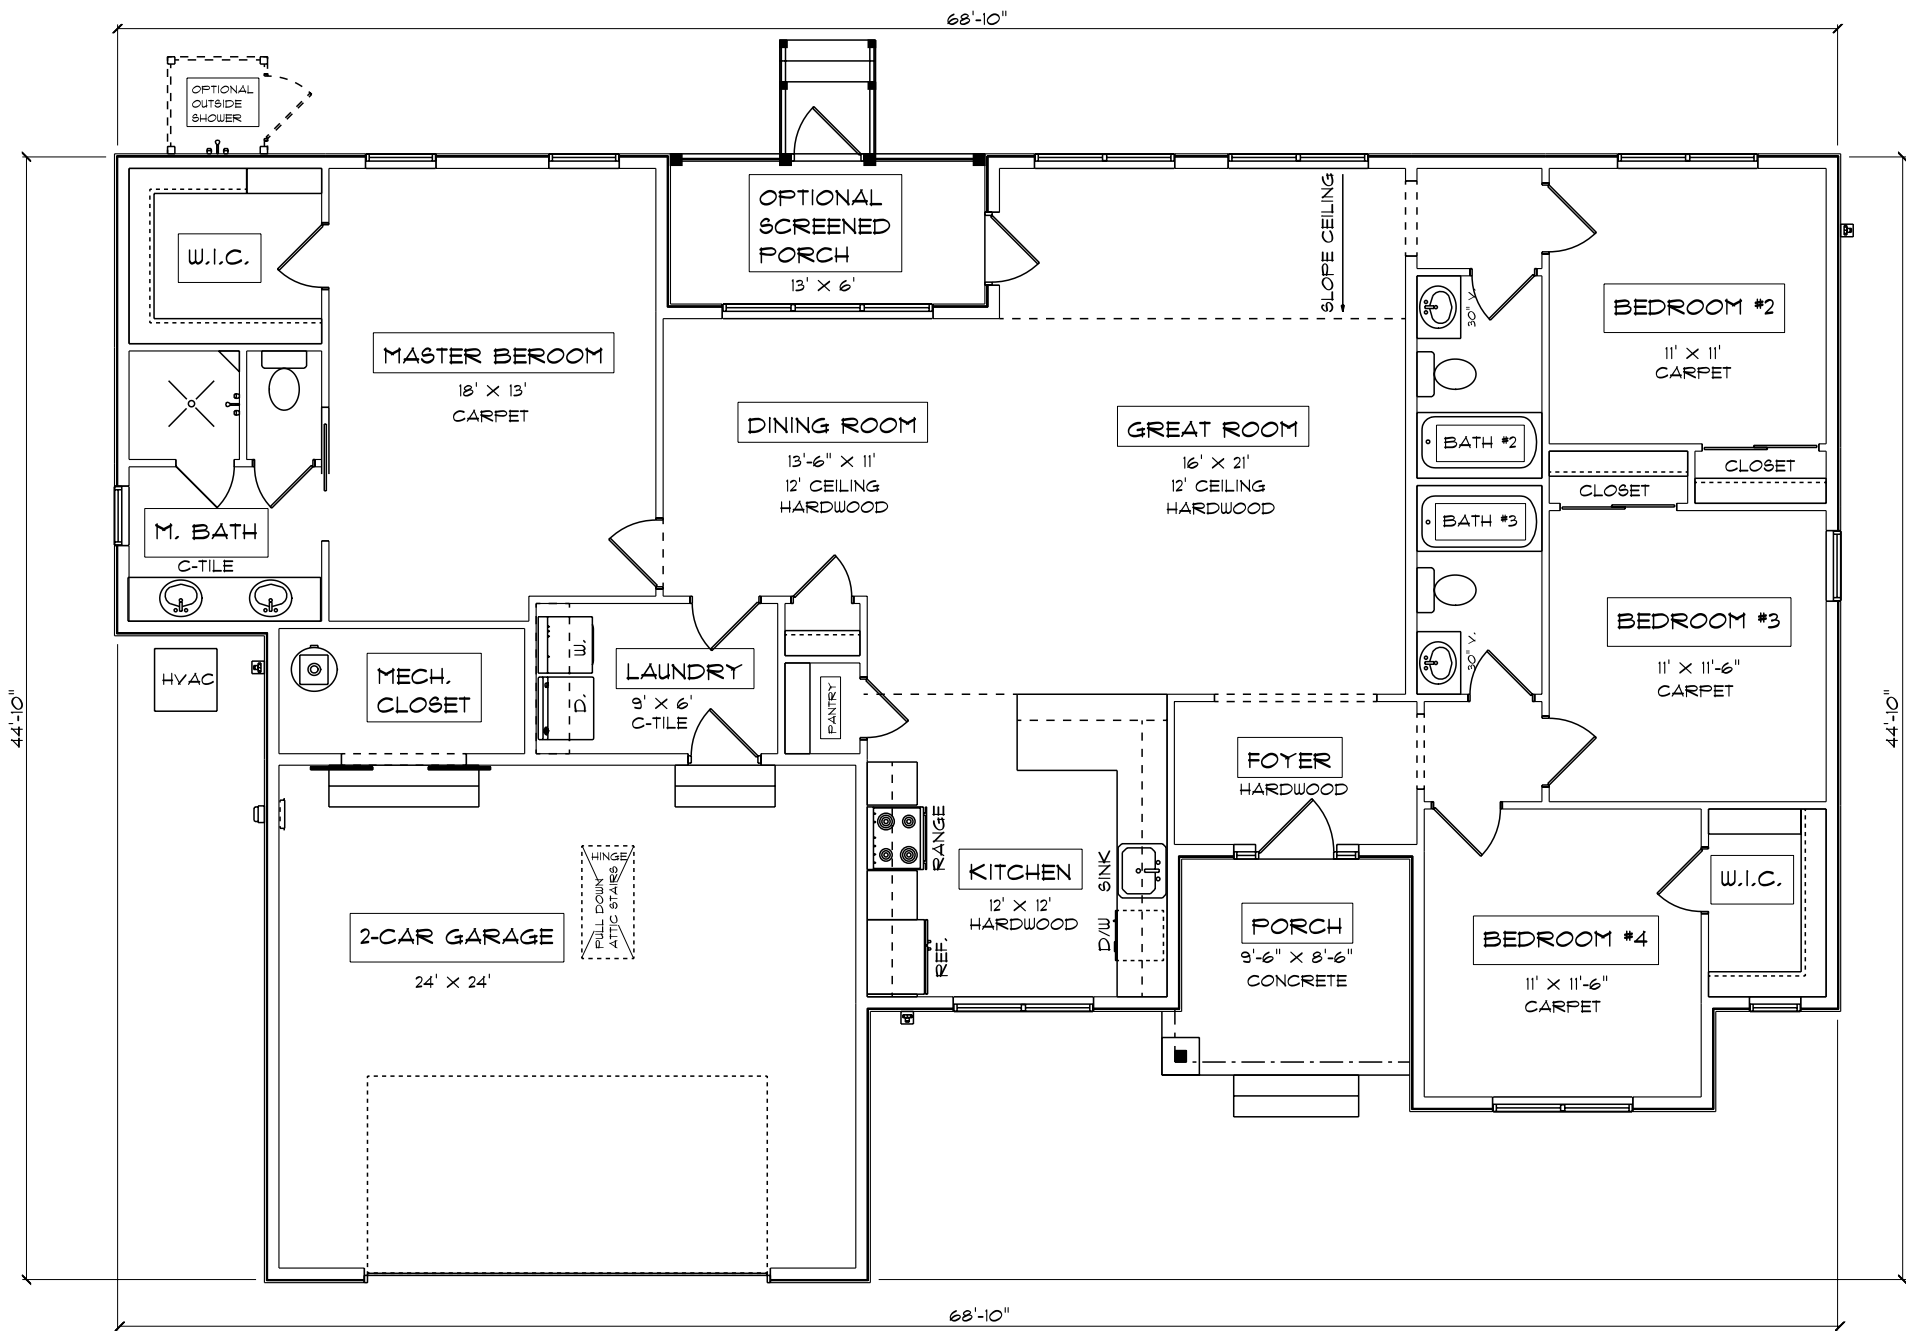 68'-10"
OPTIONAL
OUTSIDE
SHOWER
W.I.C.
OPTIONAL
SCREENED
PORCH
13' X 6'
SLOPE CEILING
30" V.
BEDROOM #2
11' X 11'
CARPET
MASTER BEROOM
18' X 13'
CARPET
DINING ROOM
13'-6" X 11'
12' CEILING
HARDWOOD
GREAT ROOM
16' X 21'
12' CEILING
HARDWOOD
BATH #2
CLOSET
CLOSET
BATH #3
M. BATH
C-TILE
BEDROOM #3
11' X 11'-6"
CARPET
30" V.
HVAC
MECH.
CLOSET
W.
D.
LAUNDRY
9' X 6'
C-TILE
PANTRY
44'-10"
44'-10"
FOYER
HARDWOOD
RANGE
KITCHEN
12' X 12'
HARDWOOD
SINK
D/W
REF.
HINGE
PULL DOWN
ATTIC STAIRS
2-CAR GARAGE
24' X 24'
PORCH
9'-6" X 8'-6"
CONCRETE
W.I.C.
BEDROOM #4
11' X 11'-6"
CARPET
68'-10"